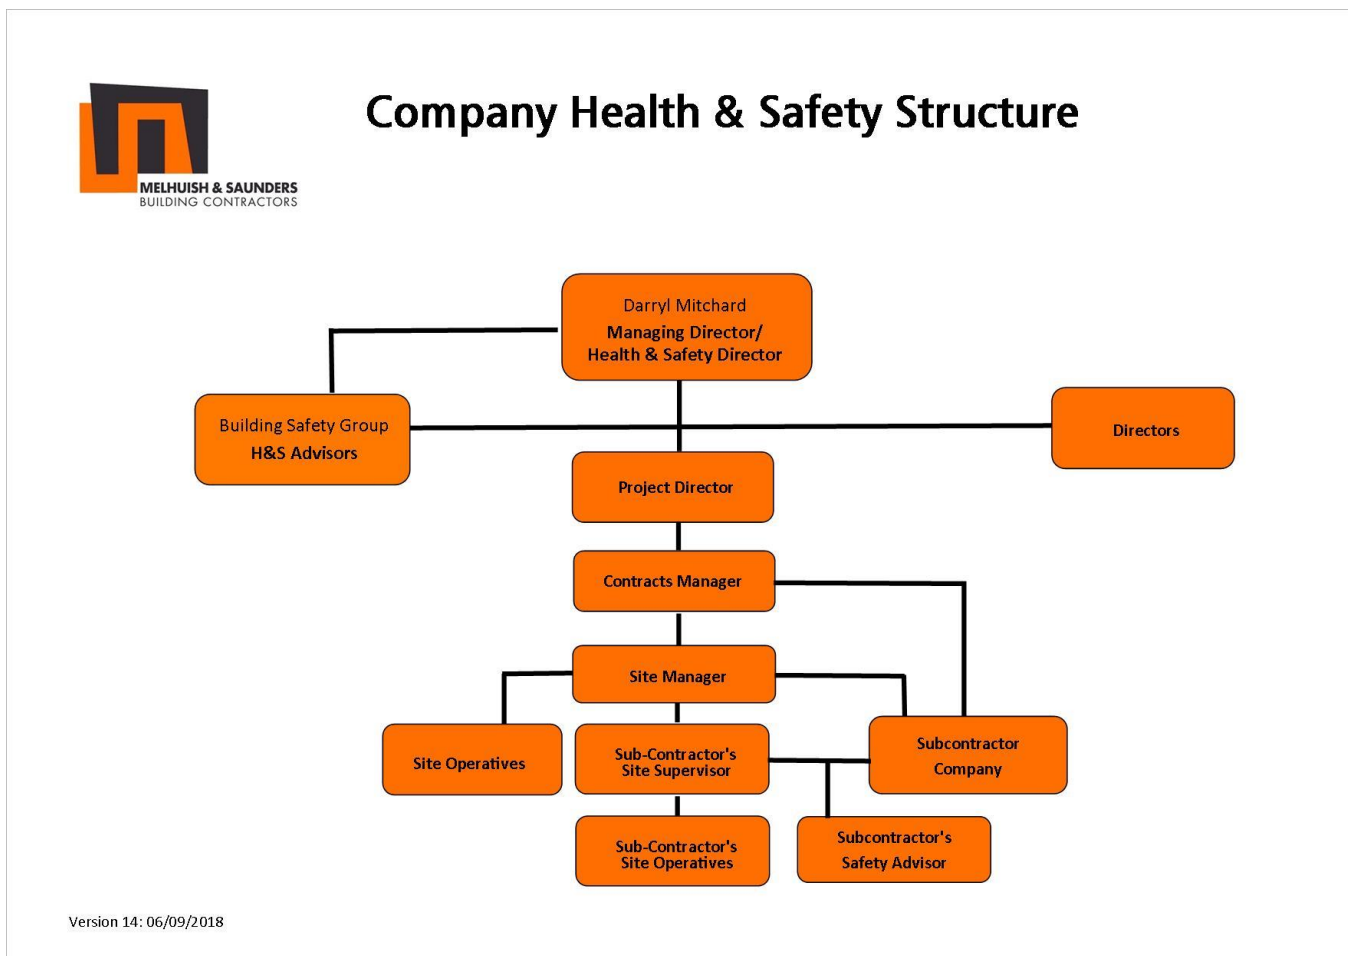 Company Health & Safety Structure
MELHUISH & SAUNDERS
BUILDING CONTRACTORS
Darryl Mitchard
Managing Director/
Health & Safety Director
Building Safety Group
H&S Advisors
Directors
Project Director
Contracts Manager
Site Manager
Site Operatives
Sub-Contractor's
Site Supervisor
Subcontractor
Company
Sub-Contractor's
Site Operatives
Subcontractor's
Safety Advisor
Version 14: 06/09/2018